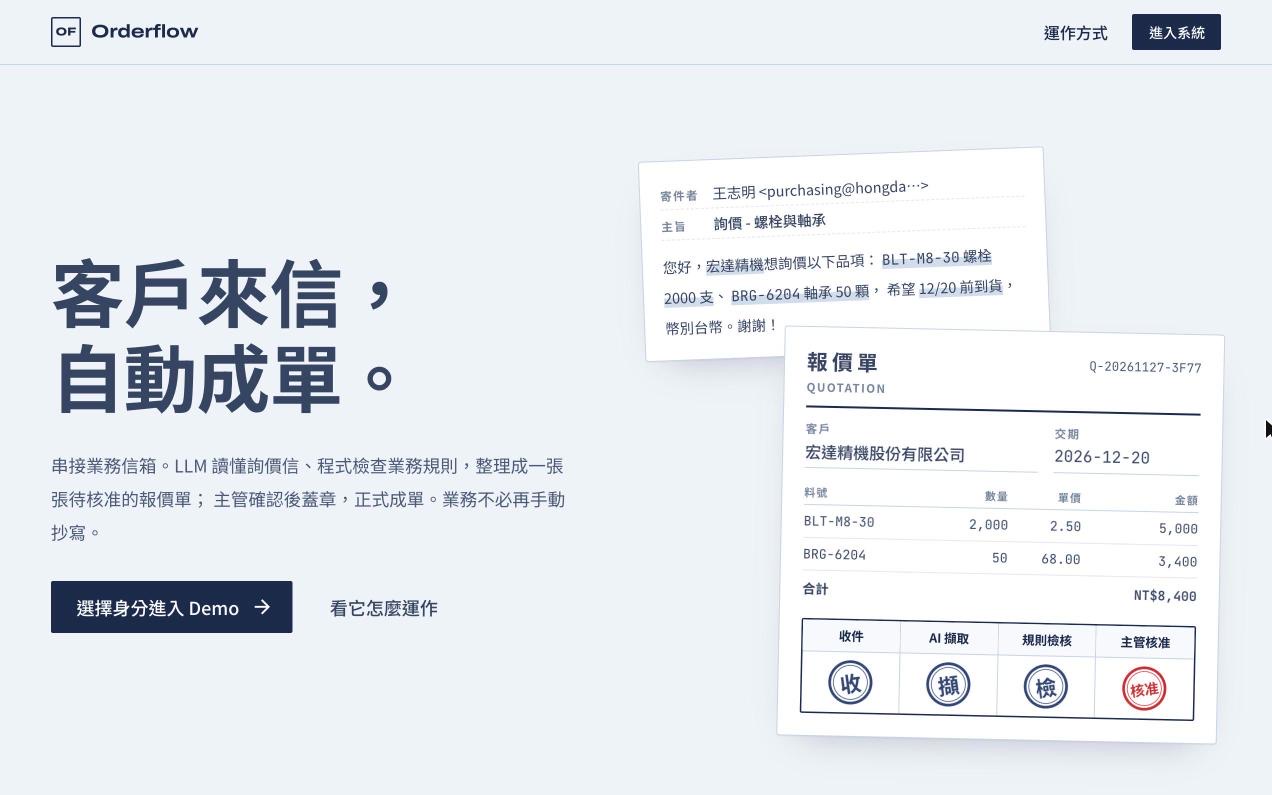 OF Orderflow
運作方式
進入系統
客戶來信，
自動成單。
串接業務信箱。LLM 讀懂詢價信、程式檢查業務規則，整理成一張
張待核准的報價單； 主管確認後蓋章，正式成單。業務不必再手動
抄寫。
選擇身分進入 Demo →
看它怎麼運作
寄件者 王志明 <purchasing@hongda…>
主旨 詢價 - 螺栓與軸承
您好，宏達精機想詢價以下品項： BLT-M8-30 螺栓
2000 支、 BRG-6204 軸承 50 顆， 希望 12/20 前到貨，
幣別台幣。謝謝！
報價單
QUOTATION
Q-20261127-3F77
客戶
宏達精機股份有限公司
交期
2026-12-20
料號 數量 單價 金額
BLT-M8-30 2,000 2.50 5,000
BRG-6204 50 68.00 3,400
合計 NT$8,400
收件 AI 擷取 規則檢核 主管核准
收 擷 檢 核准